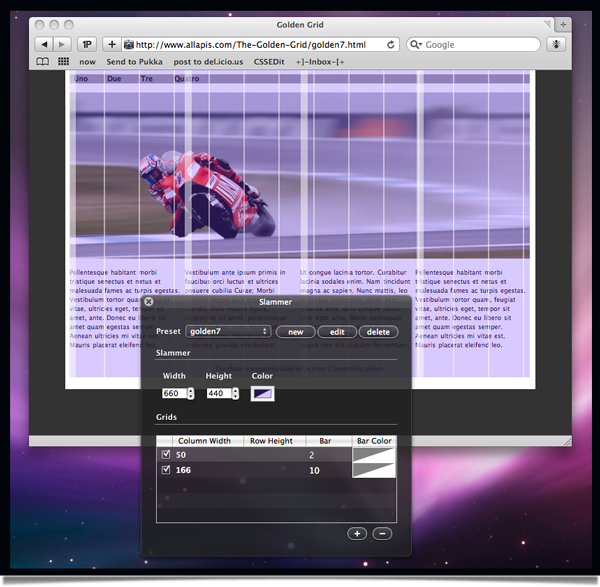 Golden Grid
1P
http://www.allapis.com/The-Golden-Grid/golden7.html
Google
now Send to Pukka post to del.icio.us CSSEdit +]-Inbox-[+
Uno Due Tre Quatro
Pellentesque habitant morbi
tristique senectus et netus et
malesuada fames ac turpis egestas.
Vestibulum tortor quam,
vitae, ultricies eget, tempor sit
amet, ante. Donec eu libero sit
amet quam egestas semper.
Aenean ultricies mi vitae est.
Mauris placerat eleifend leo.
Vestibulum ante ipsum primis in
faucibus orci luctus et ultrices
posuere cubilia Curae; Morbi
Ut congue lacinia tortor. Curabitur
lacinia sodales enim. Nam tincidunt
magna ac sapien. Nunc mattis, leo
Pellentesque habitant morbi
tristique senectus et netus et
malesuada fames ac turpis egestas.
Vestibulum tortor quam, feugiat
vitae, ultricies eget, tempor sit
amet, ante. Donec eu libero sit
amet quam egestas semper.
Aenean ultricies mi vitae est.
Mauris placerat eleifend leo.
Slammer
Preset golden7 new edit delete
Slammer
Width Height Color
660 440
Grids
Column Width Row Height Bar Bar Color
50 2
166 10